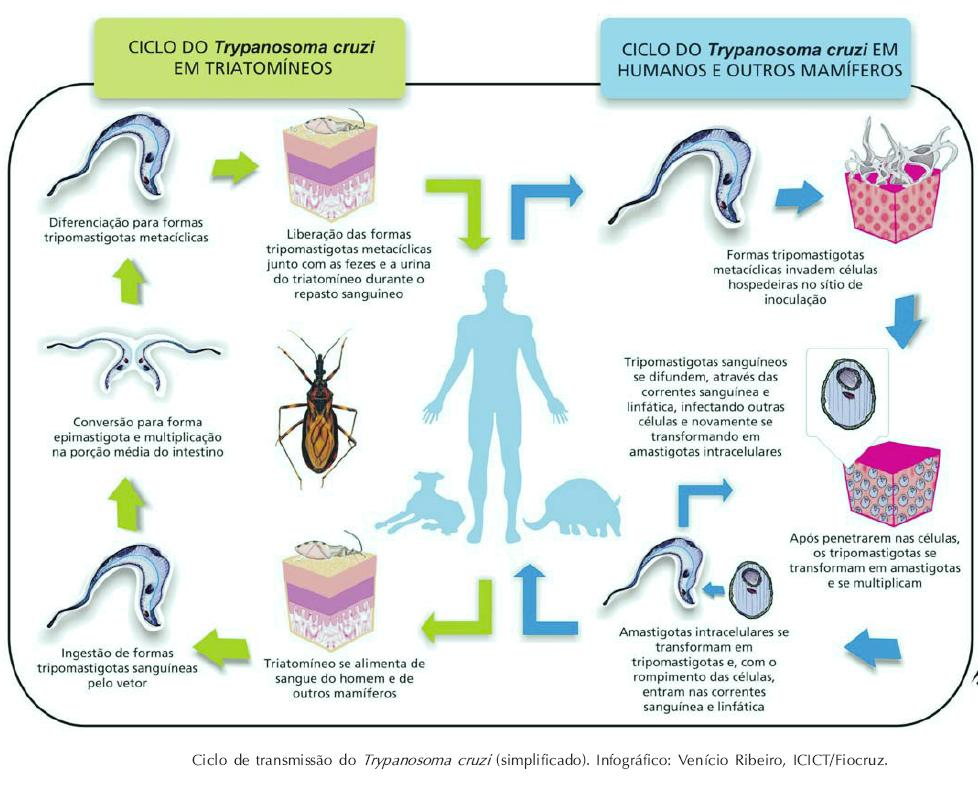 CICLO DO Trypanosoma cruzi
EM TRIATOMÍNEOS
CICLO DO Trypanosoma cruzi EM
HUMANOS E OUTROS MAMÍFEROS
Diferenciação para formas
tripomastigotas metacíclicas
Liberação das formas
tripomastigotas metacíclicas
junto com as fezes e a urina
do triatomíneo durante o
repasto sanguineo
Formas tripomastigotas
metacíclicas invadem células
hospedeiras no sítio de
inoculação
Conversão para forma
epimastigota e multiplicação
na porção média do intestino
Tripomastigotas sanguíneos
se difundem, através das
correntes sanguínea e
linfática, infectando outras
células e novamente se
transformando em
amastigotas intracelulares
Após penetrarem nas células,
os tripomastigotas se
transformam em amastigotas
e se multiplicam
Ingestão de formas
tripomastigotas sanguíneas
pelo vetor
Triatomíneo se alimenta de
sangue do homem e de
outros mamíferos
Amastigotas intracelulares se
transformam em
tripomastigotas e, com o
rompimento das células,
entram nas correntes
sanguínea e linfática
Ciclo de transmissão do Trypanosoma cruzi (simplificado). Infográfico: Venício Ribeiro, ICICT/Fiocruz.